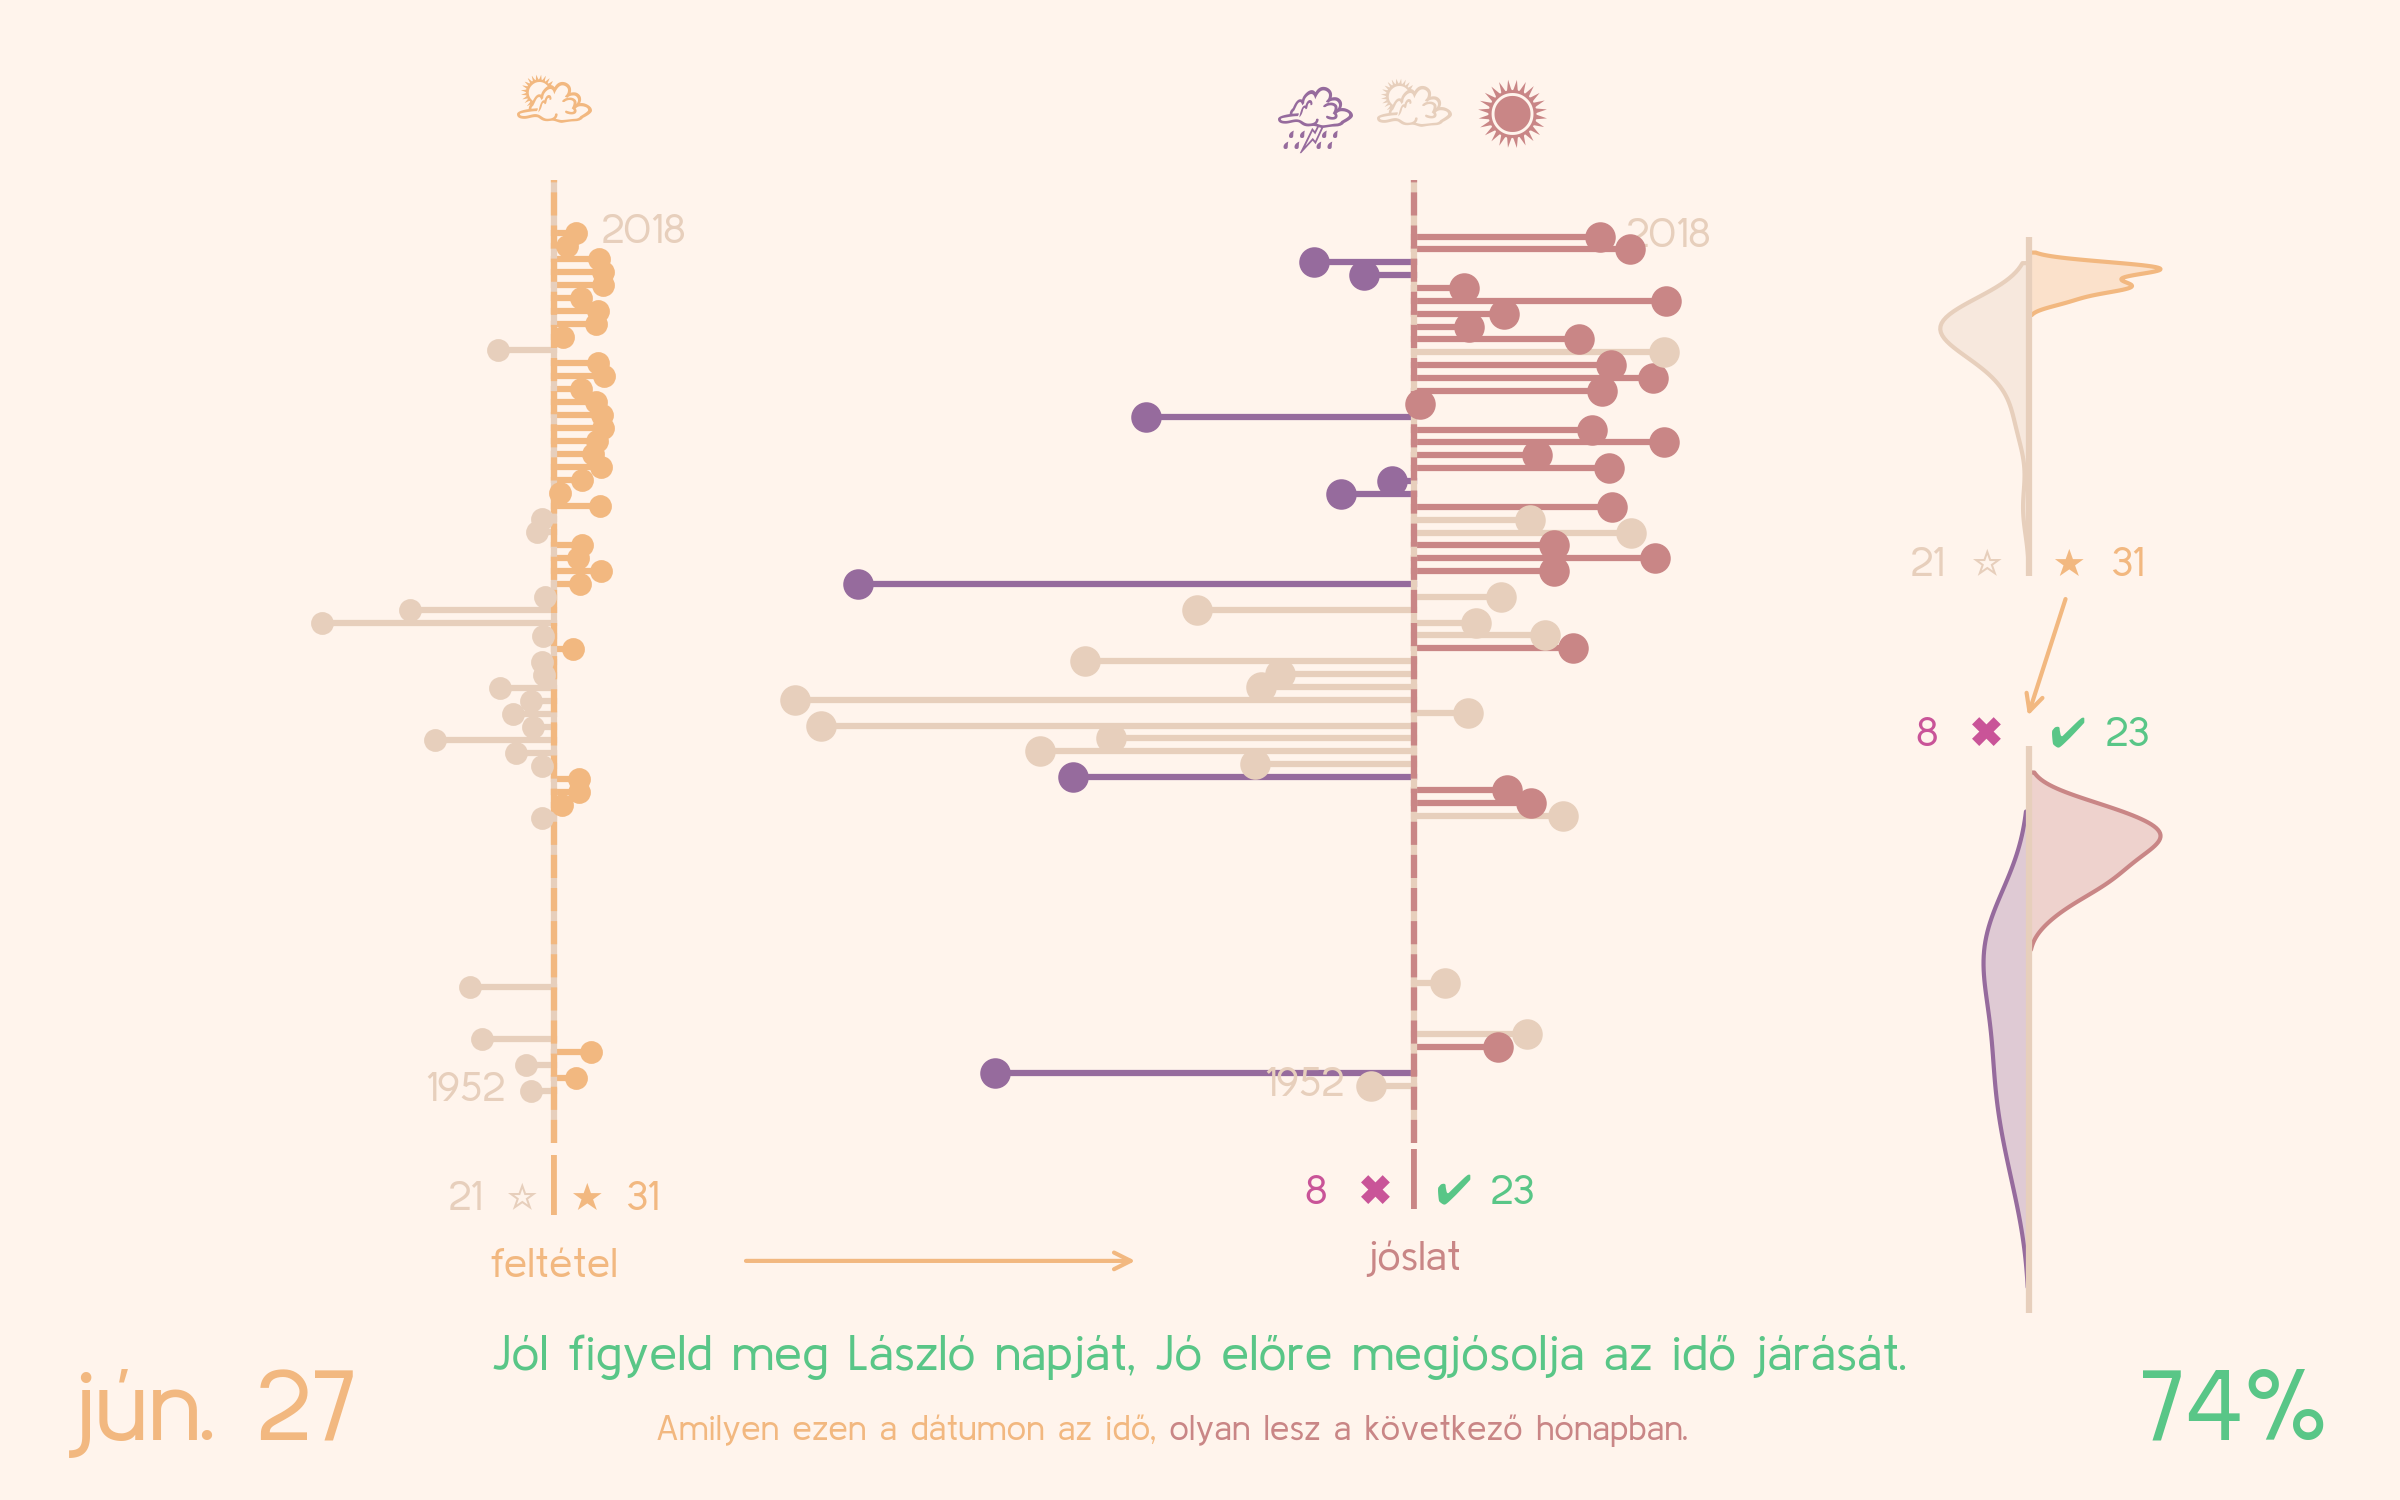 2018
2018
21 ☆ ★ 31
8 ✖ ✔ 23
1952
1952
21 ☆ ★ 31
8 ✖ ✔ 23
feltétel
jóslat
Jól figyeld meg László napját, Jó előre megjósolja az idő járását.
jún. 27
74%
Amilyen ezen a dátumon az idő, olyan lesz a következő hónapban.